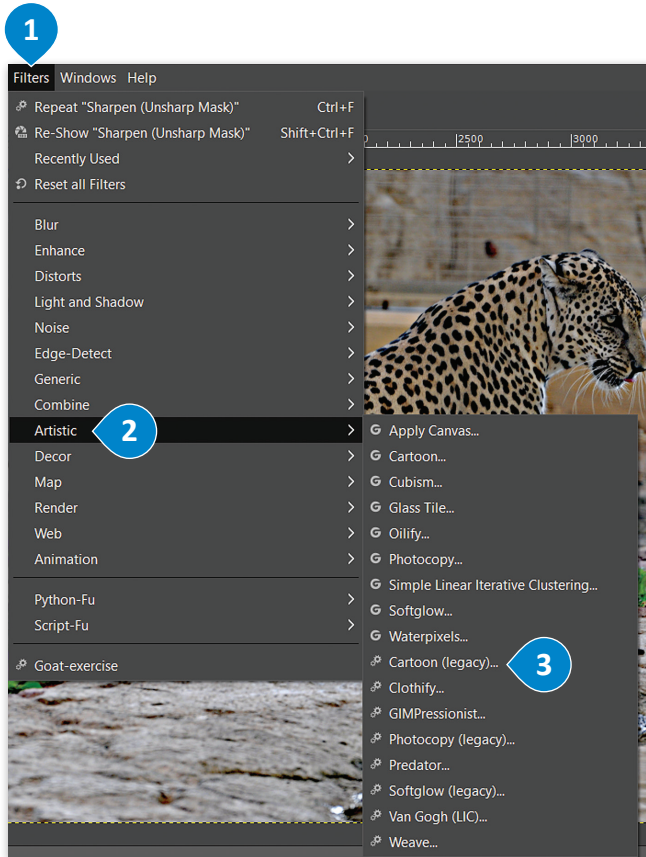 1
Filters Windows Help
Repeat "Sharpen (Unsharp Mask)" Ctrl+F
Re-Show "Sharpen (Unsharp Mask)" Shift+Ctrl+F
Recently Used
Reset all Filters
2500 3000
Blur
Enhance
Distorts
Light and Shadow
Noise
Edge-Detect
Generic
Combine
Artistic
2
Decor
Map
Render
Web
Animation
Python-Fu
Script-Fu
Goat-exercise
Apply Canvas...
Cartoon...
Cubism...
Glass Tile...
Oilify...
Photocopy...
Simple Linear Iterative Clustering...
Softglow...
Waterpixels...
Cartoon (legacy)...
3
Clothify...
GIMPressionist...
Photocopy (legacy)...
Predator...
Softglow (legacy)...
Van Gogh (LIC)...
Weave...